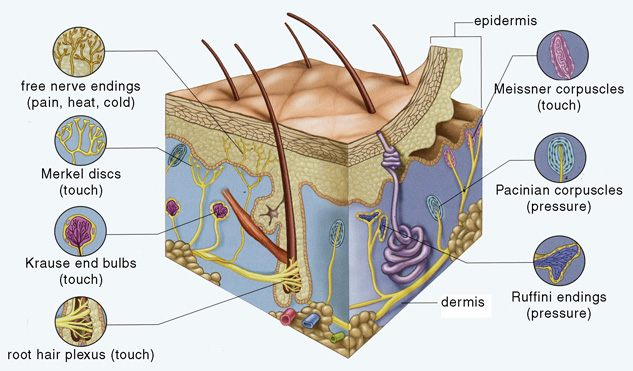 epidermis
free nerve endings
(pain, heat, cold)
Merkel discs
(touch)
Krause end bulbs
(touch)
root hair plexus (touch)
Meissner corpuscles
(touch)
Pacinian corpuscles
(pressure)
Ruffini endings
(pressure)
dermis